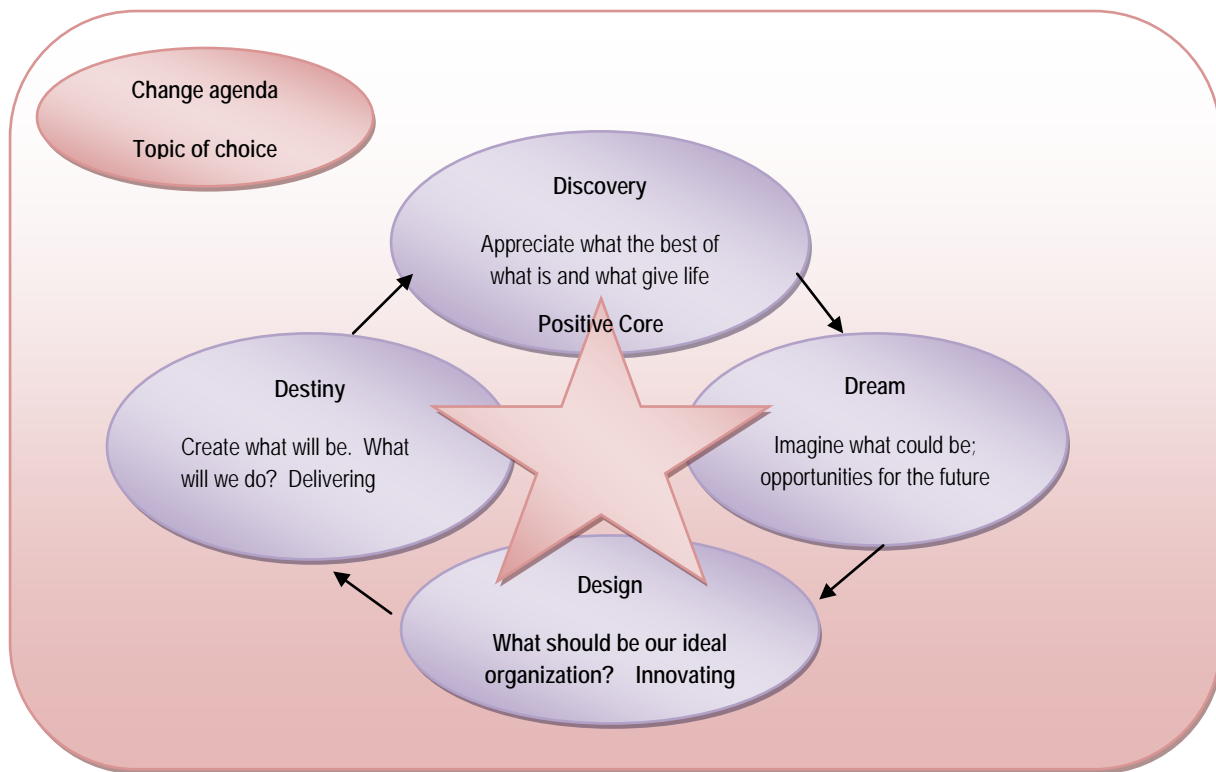 Change agenda
Topic of choice
Discovery
Appreciate what the best of
what is and what give life
Positive Core
Destiny
Create what will be. What
will we do? Delivering
Dream
Imagine what could be;
opportunities for the future
Design
What should be our ideal
organization? Innovating